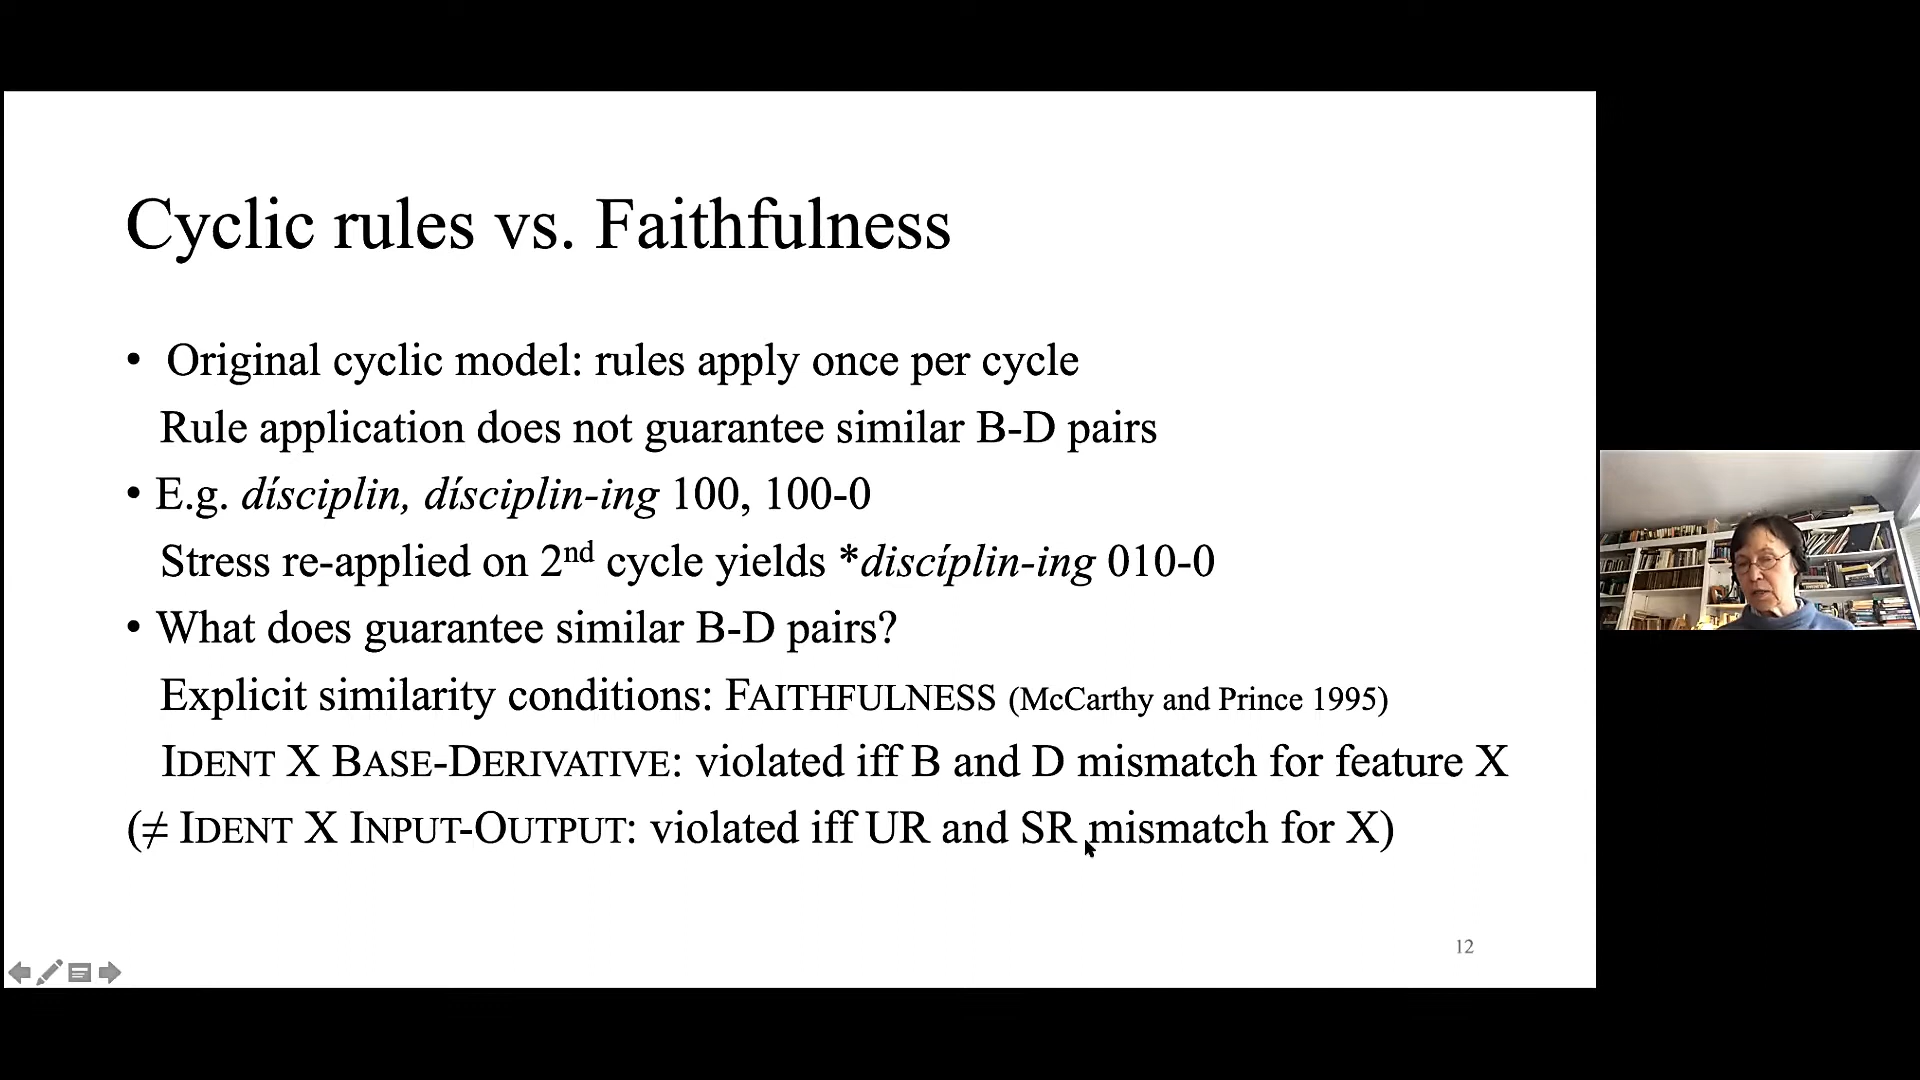 Cyclic rules vs. Faithfulness
• Original cyclic model: rules apply once per cycle
Rule application does not guarantee similar B-D pairs
• E.g. dísciplin, dísciplin-ing 100, 100-0
Stress re-applied on 2nd cycle yields *discíplin-ing 010-0
• What does guarantee similar B-D pairs?
Explicit similarity conditions: FAITHFULNESS (McCarthy and Prince 1995)
IDENT X BASE-DERIVATIVE: violated iff B and D mismatch for feature X
(≠ IDENT X INPUT-OUTPUT: violated iff UR and SR mismatch for X)
12